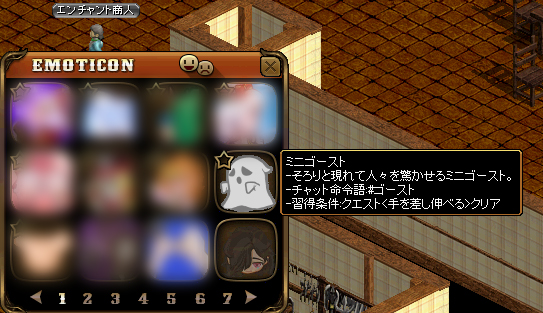 エンチャント商人
EMOTICON
ミニゴースト
-そろりと現れて人々を驚かせるミニゴースト。
-チャット命令語:#ゴースト
-習得条件:クエスト<手を差し伸べる>クリア
1 2 3 4 5 6 7